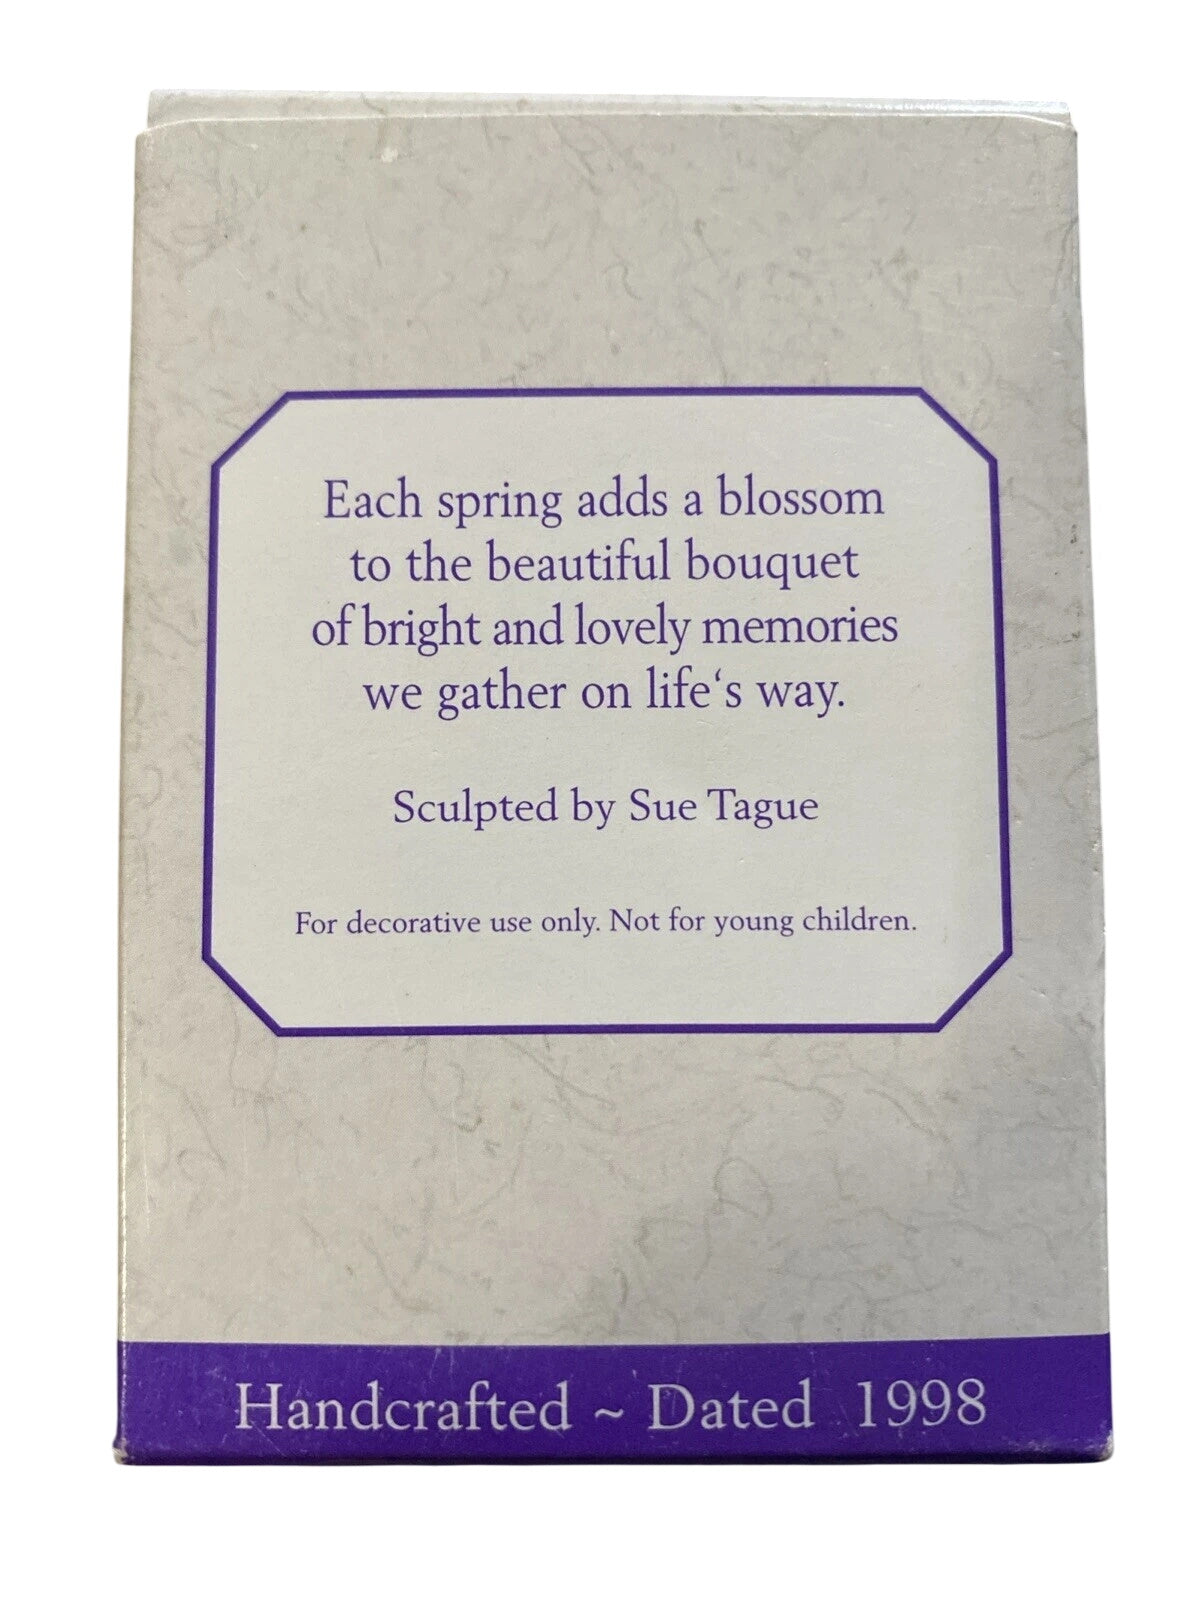 Each spring adds a blossom
to the beautiful bouquet
of bright and lovely memories
we gather on life‘s way.
Sculpted by Sue Tague
For decorative use only. Not for young children.
Handcrafted ~ Dated 1998